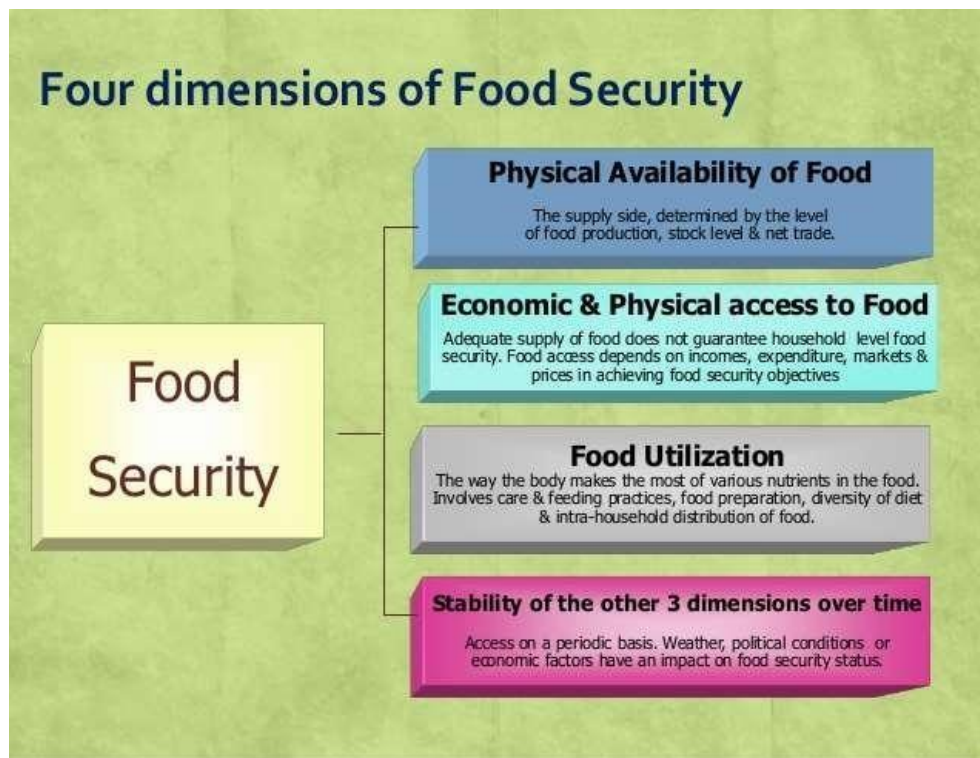 Four dimensions of Food Security
Physical Availability of Food
The supply side, determined by the level
of food production, stock level & net trade.
Economic & Physical access to Food
Adequate supply of food does not guarantee household level food
security. Food access depends on incomes, expenditure, markets &
prices in achieving food security objectives
Food
Security
Food Utilization
The way the body makes the most of various nutrients in the food.
Involves care & feeding practices, food preparation, diversity of diet
& intra-household distribution of food.
Stability of the other 3 dimensions over time
Access on a periodic basis. Weather, political conditions or
economic factors have an impact on food security status.